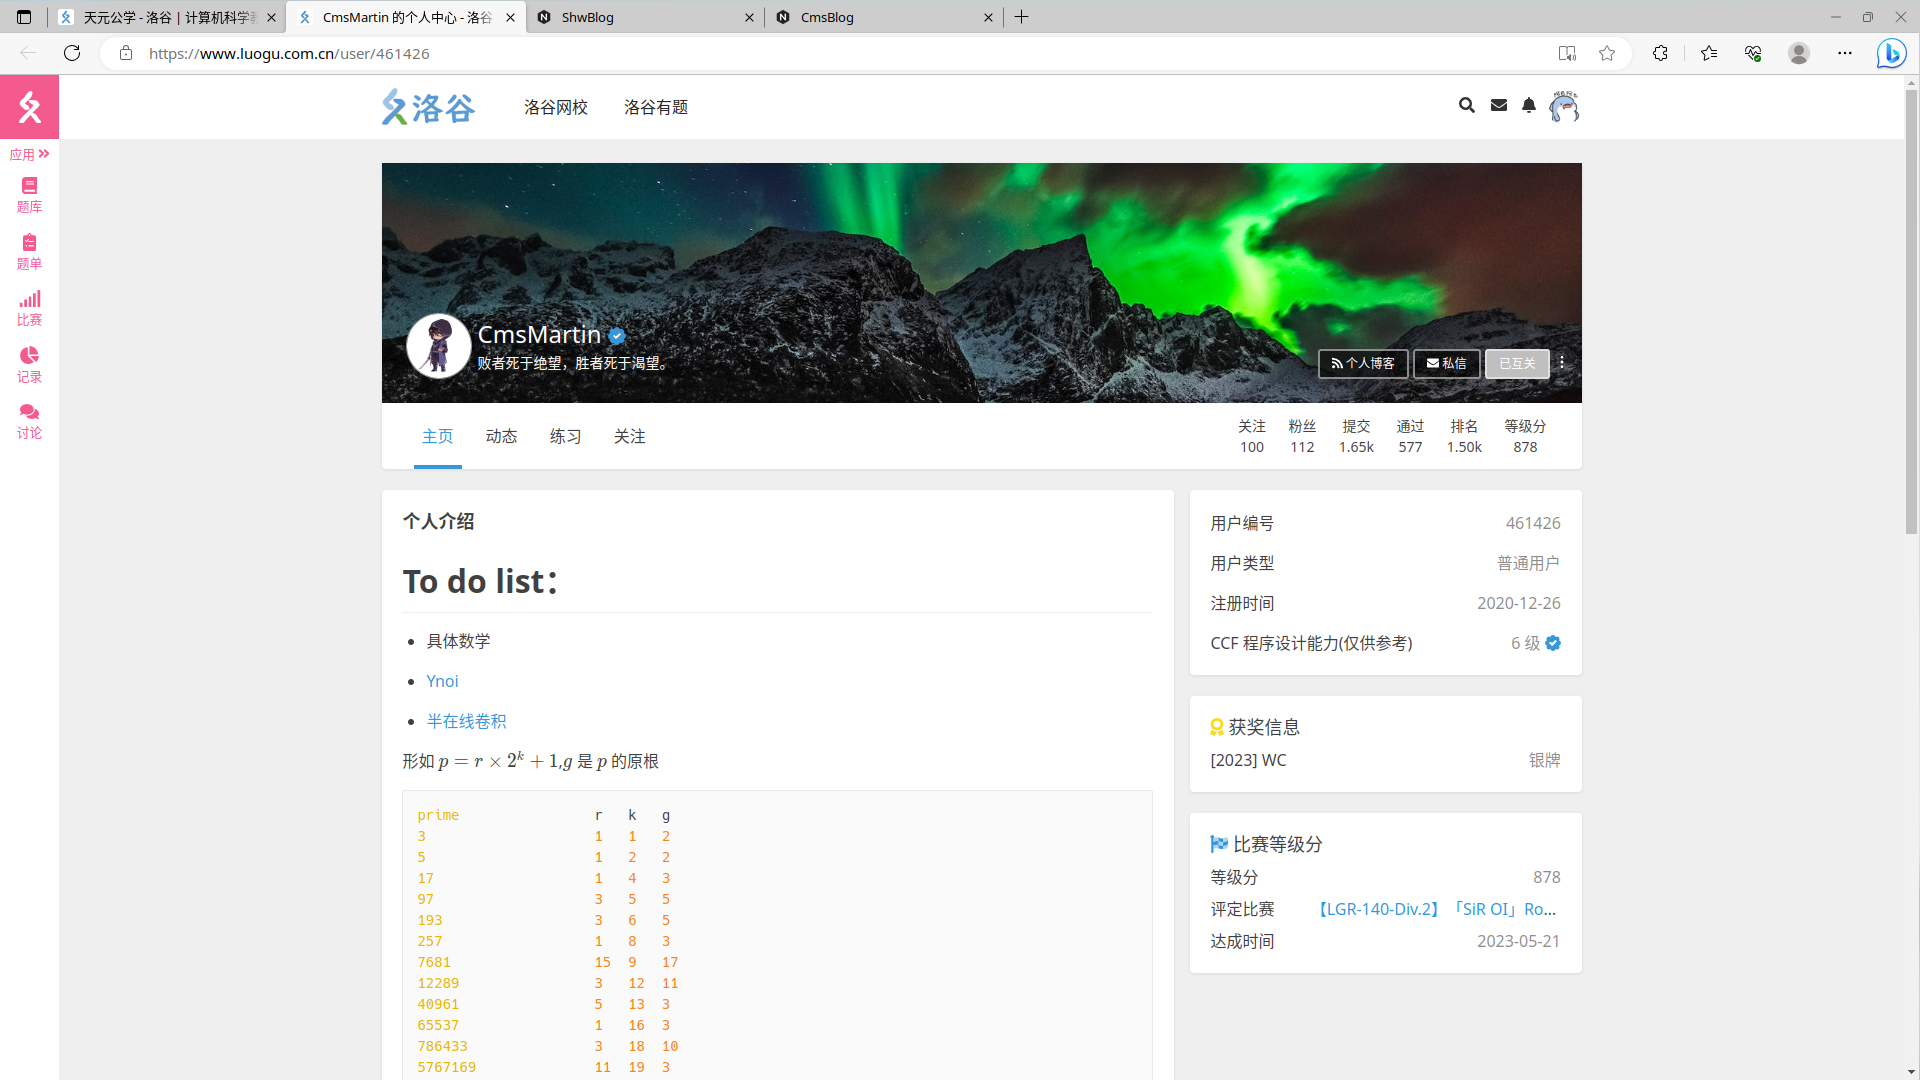 天元公学 - 洛谷 | 计算机科学
CmsMartin 的个人中心 - 洛谷
ShwBlog
CmsBlog
https://www.luogu.com.cn/user/461426
洛谷
洛谷网校
洛谷有题
应用
题库
题单
比赛
记录
讨论
CmsMartin
败者死于绝望，胜者死于渴望。
个人博客
私信
已互关
主页
动态
练习
关注
关注
粉丝
提交
通过
排名
等级分
100
112
1.65k
577
1.50k
878
个人介绍
To do list：
具体数学
Ynoi
半在线卷积
形如 p = r × 2^k + 1,g 是 p 的原根
prime r k g
3 1 1 2
5 1 2 2
17 1 4 3
97 3 5 5
193 3 6 5
257 1 8 3
7681 15 9 17
12289 3 12 11
40961 5 13 3
65537 1 16 3
786433 3 18 10
5767169 11 19 3
用户编号 461426
用户类型 普通用户
注册时间 2020-12-26
CCF 程序设计能力(仅供参考) 6 级
获奖信息
[2023] WC 银牌
比赛等级分
等级分 878
评定比赛 【LGR-140-Div.2】「SiR OI」Ro...
达成时间 2023-05-21